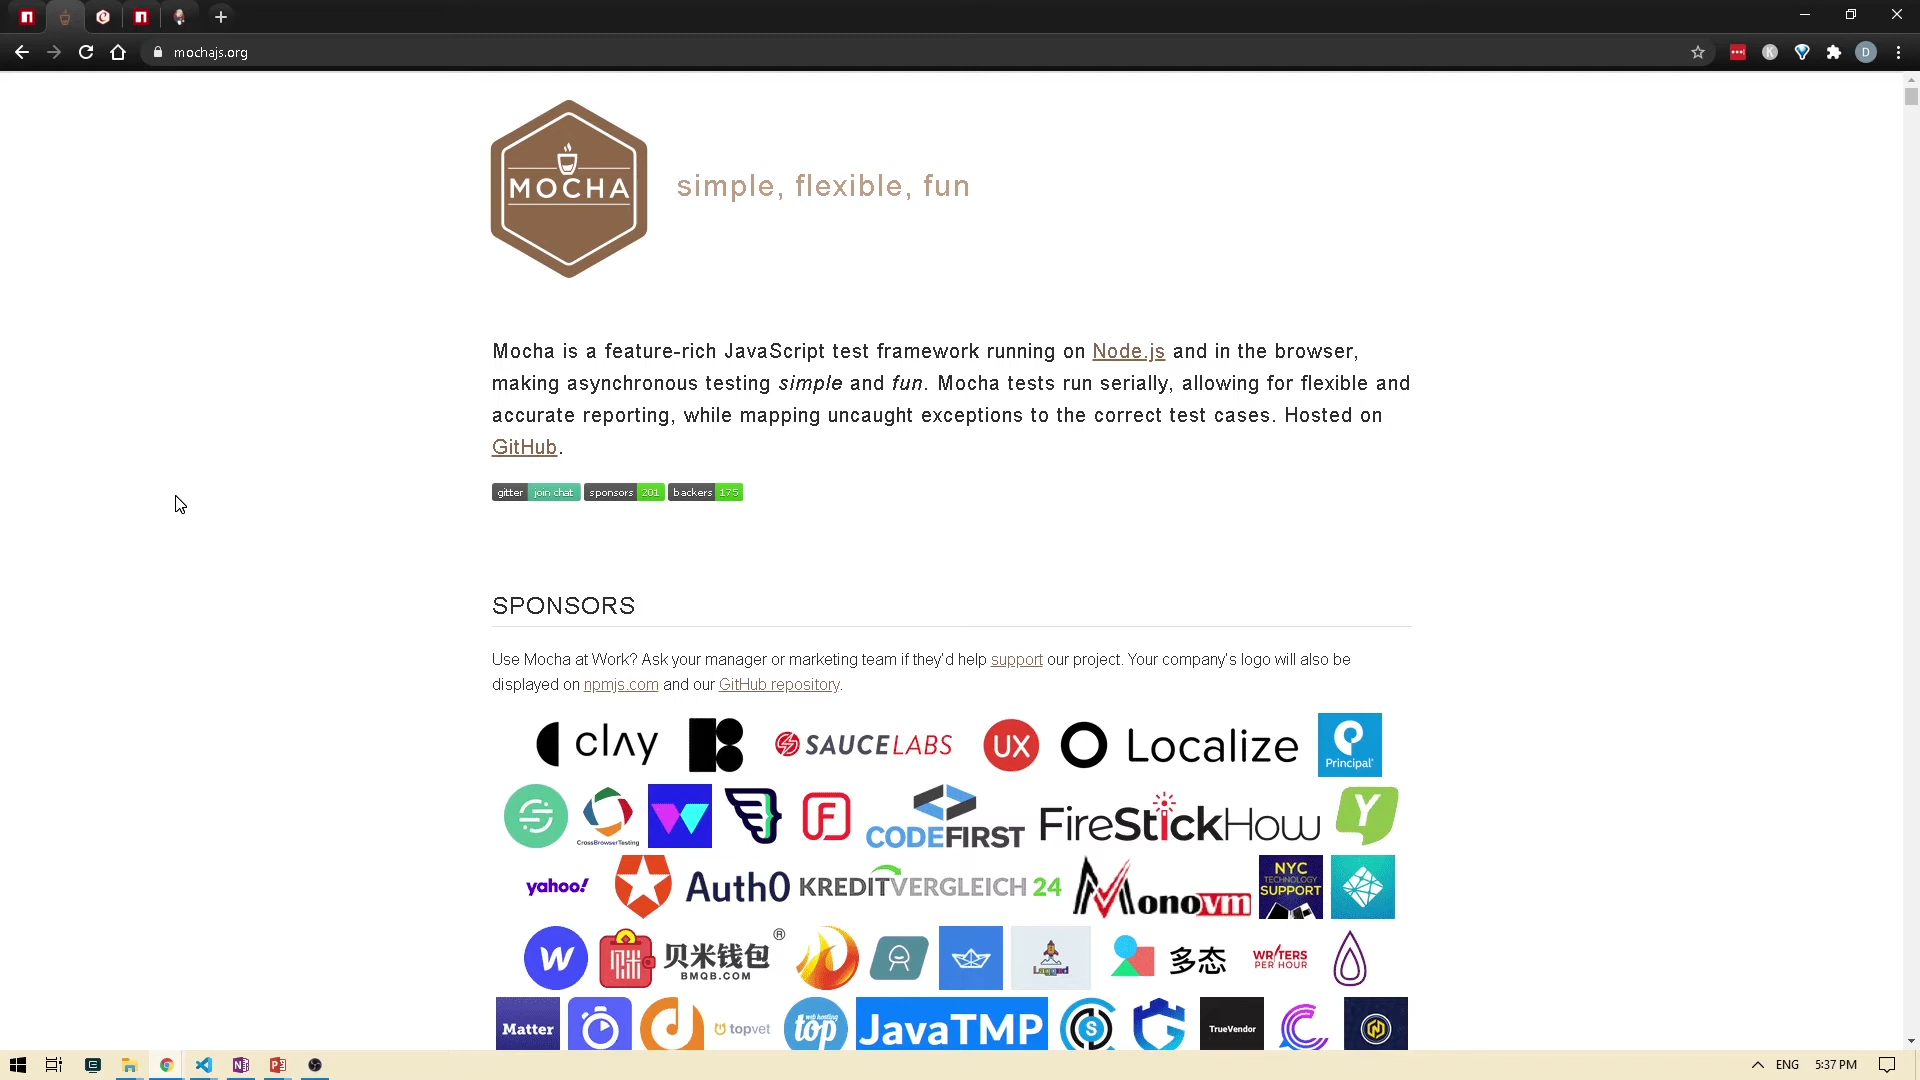 mochajs.org
D
MOCHA
simple, flexible, fun
Mocha is a feature-rich JavaScript test framework running on Node.js and in the browser,
making asynchronous testing simple and fun. Mocha tests run serially, allowing for flexible and
accurate reporting, while mapping uncaught exceptions to the correct test cases. Hosted on
GitHub.
gitter join chat sponsors 201 backers 175
SPONSORS
Use Mocha at Work? Ask your manager or marketing team if they'd help support our project. Your company's logo will also be
displayed on npmjs.com and our GitHub repository.
clay SAUCELABS UX Localize Principal®
CrossBrowserTesting CODEFIRST FireStickHow Y
yahoo! Auth0 KREDITVERGLEICH 24 MonoVM NYC TECHNOLOGY SUPPORT
W 贝米钱包 ® BMQB.COM Logged 多态 WRITERS PER HOUR
Matter topvet web hosting top JavaTMP S TrueVendor
ENG 5:37 PM